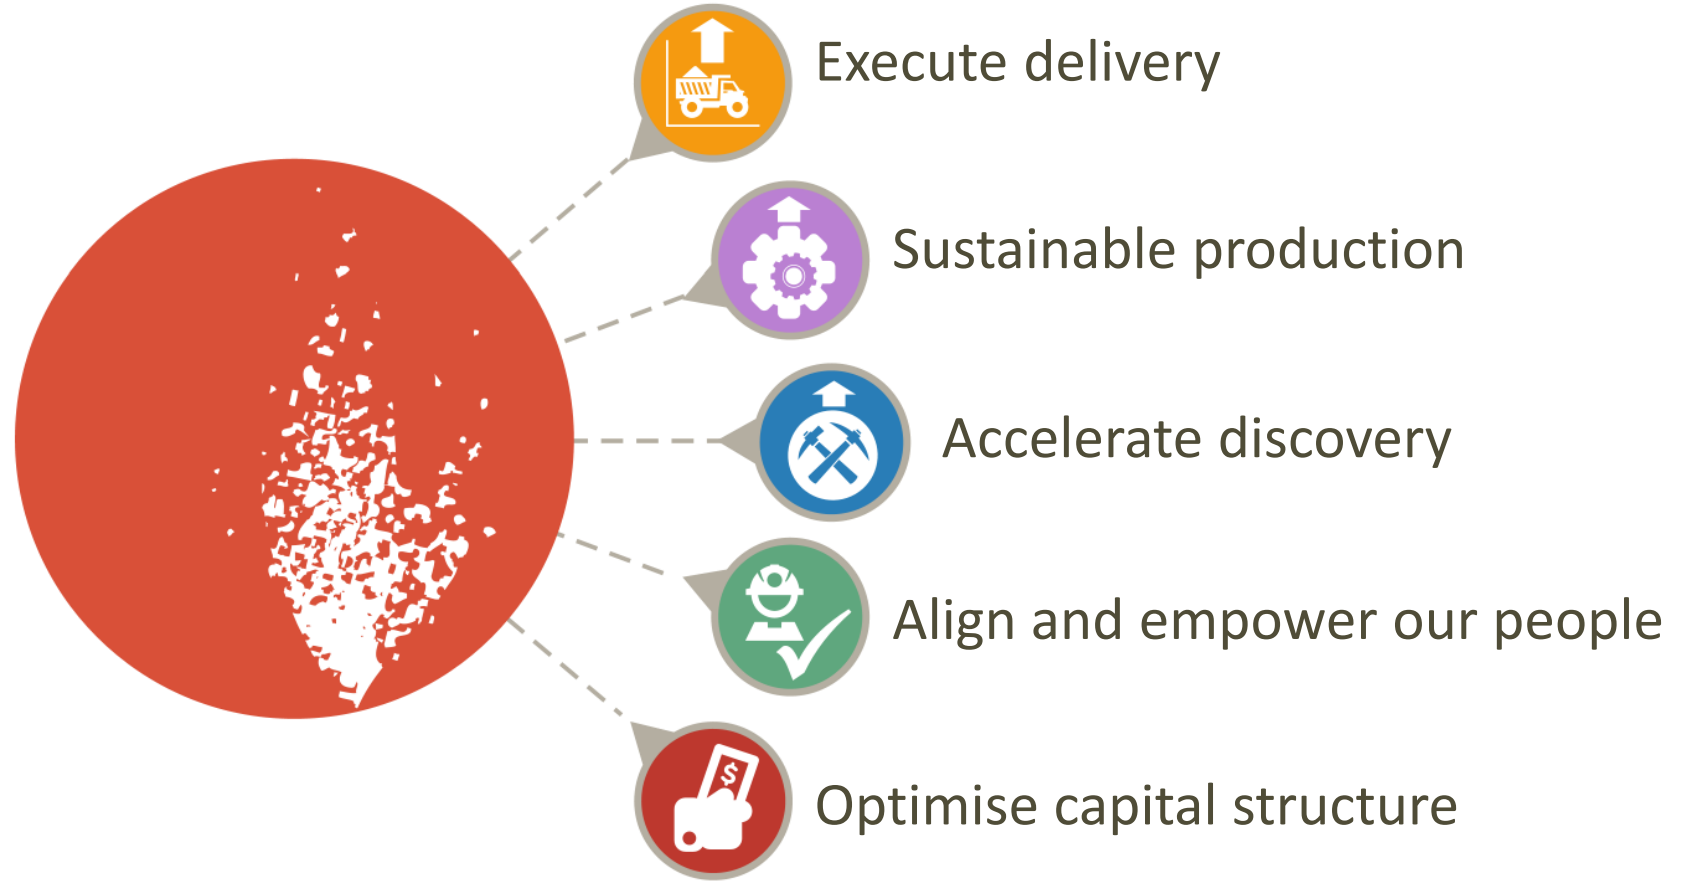 Execute delivery
Sustainable production
Accelerate discovery
Align and empower our people
$
Optimise capital structure